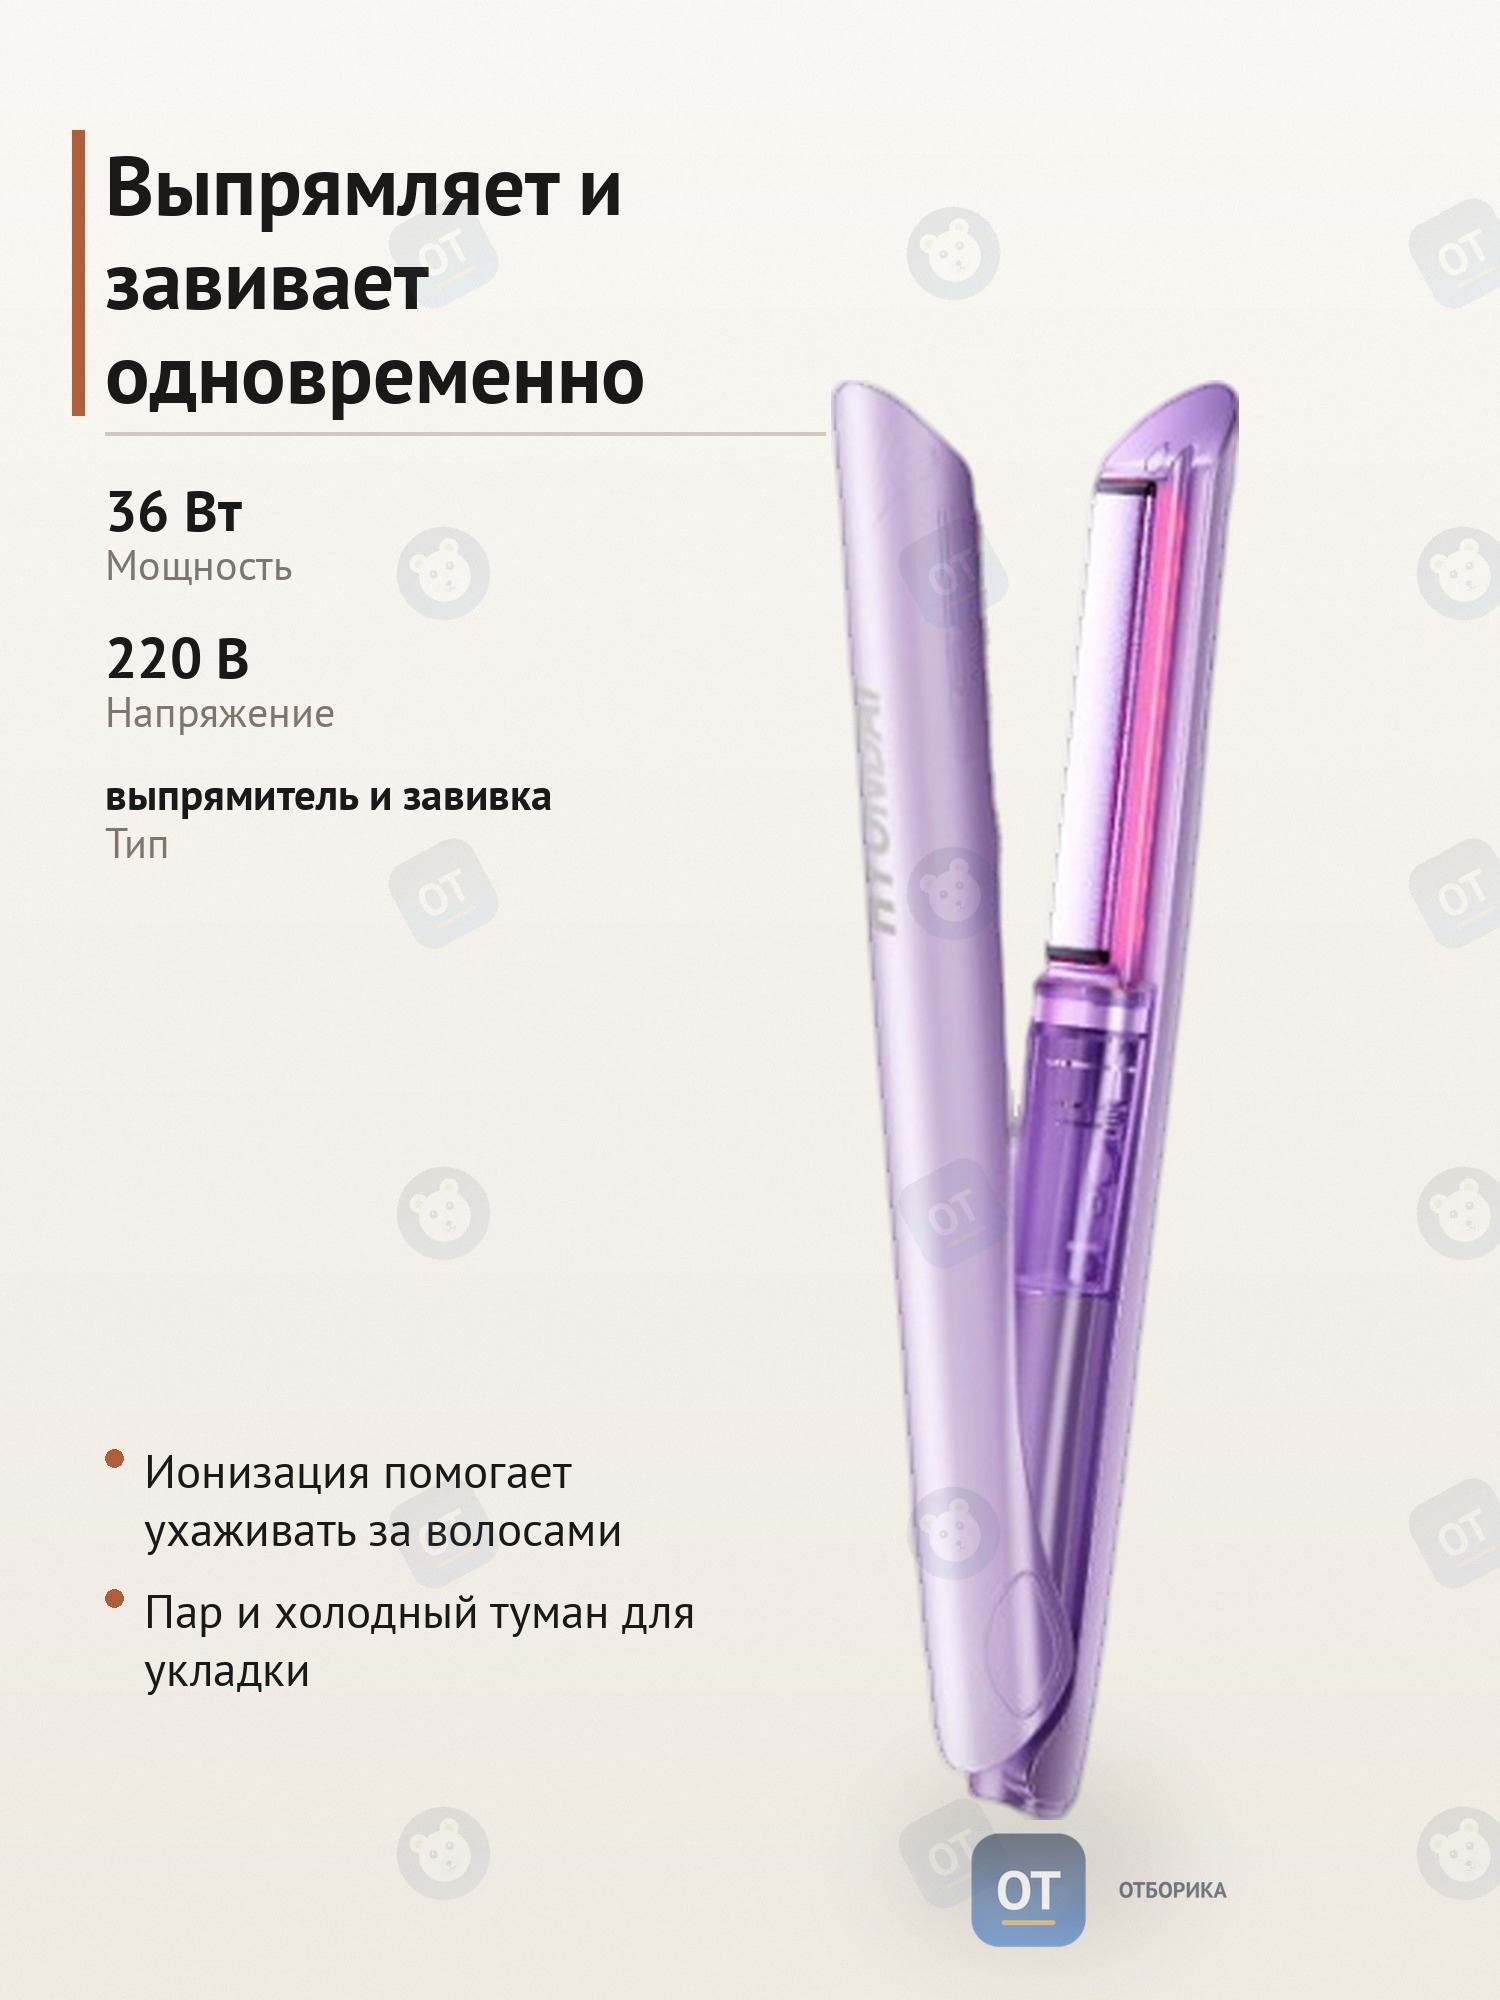 Выпрямляет и
завивает
одновременно
36 Вт
Мощность
220 В
Напряжение
выпрямитель и завивка
Тип
HYUNDAI
Ионизация помогает
ухаживать за волосами
Пар и холодный туман для
укладки
ОТ
ОТБОРИКА